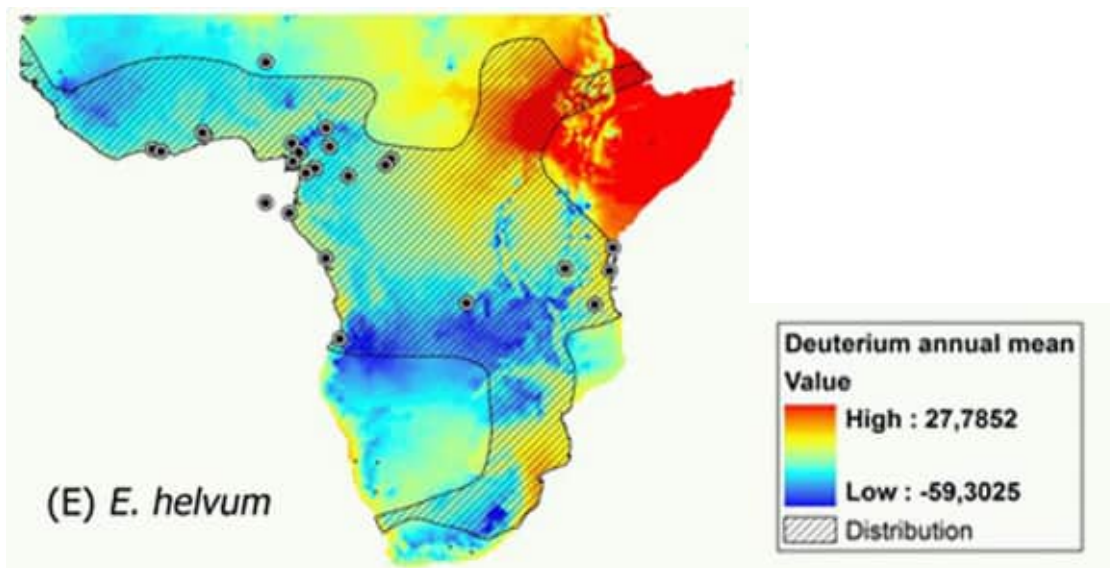 (E) E. helvum
Deuterium annual mean
Value
High : 27,7852
Low : -59,3025
Distribution